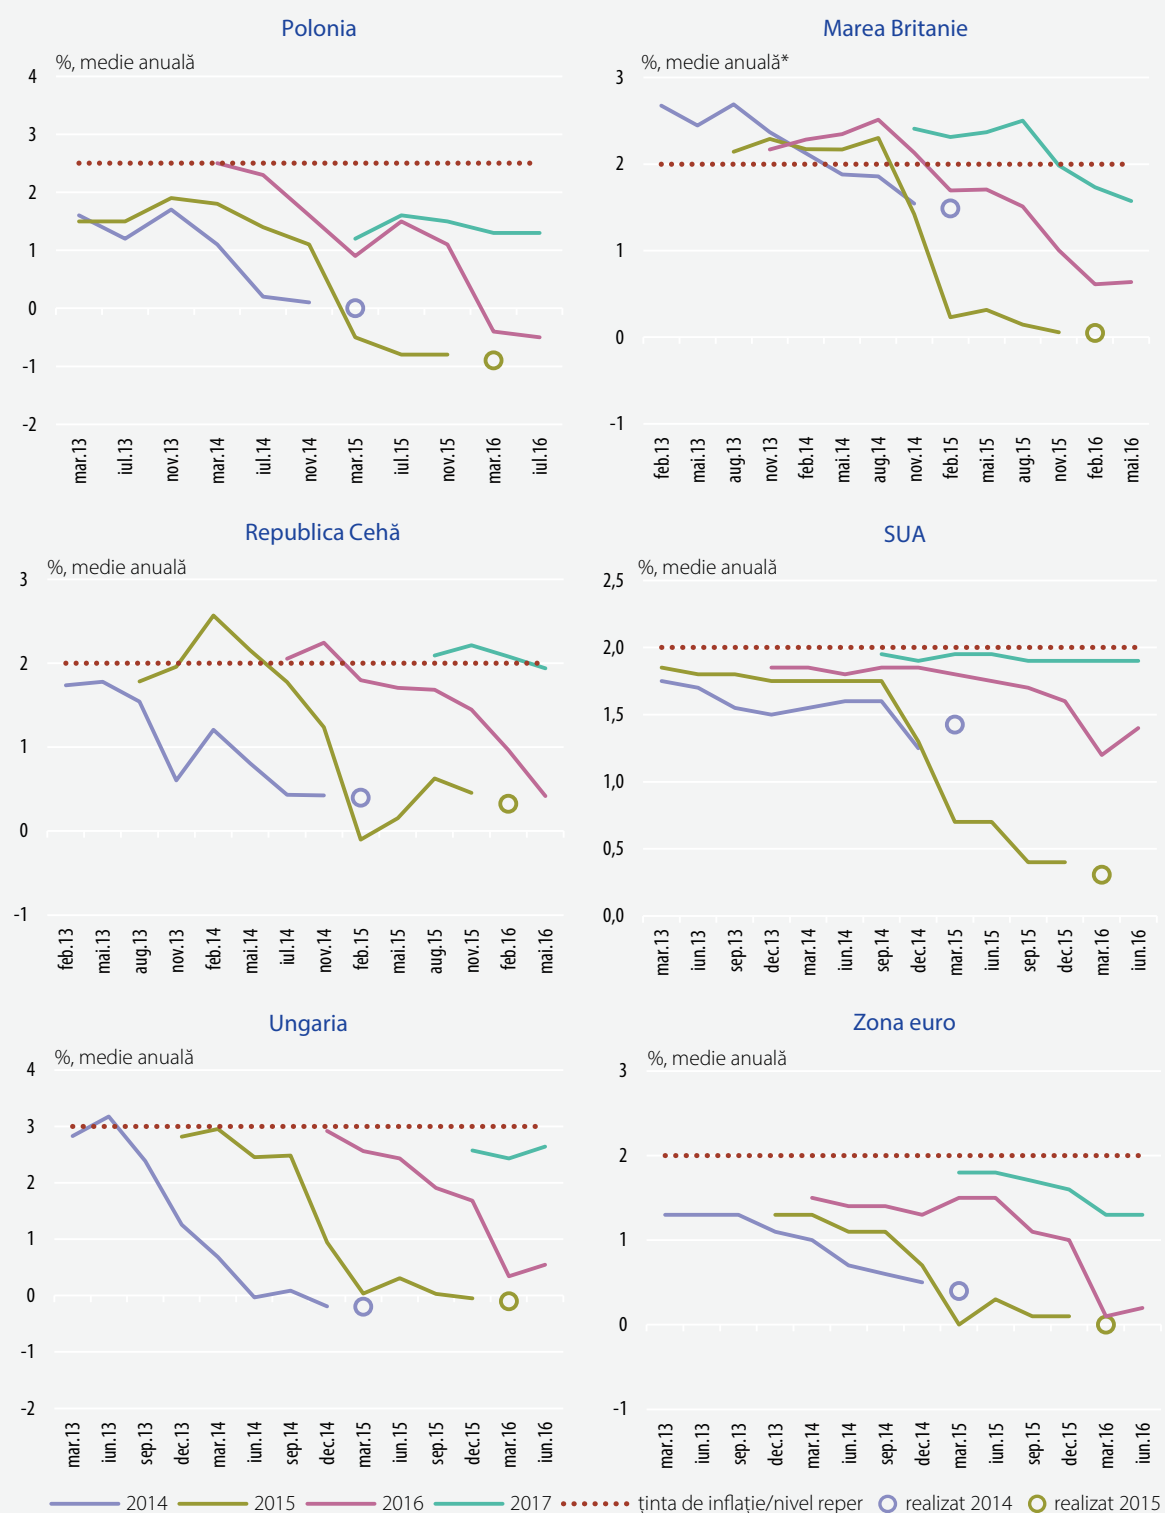 Polonia
%, medie anuală
4
3
2
1
0
-1
-2
mar.13 iul.13 nov.13 mar.14 iul.14 nov.14 mar.15 iul.15 nov.15 mar.16 iul.16
Marea Britanie
%, medie anuală*
3
2
1
0
-1
feb.13 mai.13 aug.13 nov.13 feb.14 mai.14 aug.14 nov.14 feb.15 mai.15 aug.15 nov.15 feb.16 mai.16
Republica Cehă
%, medie anuală
3
2
1
0
-1
feb.13 mai.13 aug.13 nov.13 feb.14 mai.14 iul.14 nov.14 feb.15 mai.15 aug.15 nov.15 feb.16 mai.16
SUA
%, medie anuală
2,5
2,0
1,5
1,0
0,5
0,0
mar.13 iun.13 sep.13 dec.13 mar.14 iun.14 sep.14 dec.14 mar.15 iun.15 sep.15 dec.15 mar.16 iun.16
Ungaria
%, medie anuală
4
3
2
1
0
-1
-2
mar.13 iun.13 sep.13 dec.13 mar.14 iun.14 sep.14 dec.14 mar.15 iun.15 sep.15 dec.15 mar.16 iun.16
Zona euro
%, medie anuală
3
2
1
0
-1
mar.13 iun.13 sep.13 dec.13 mar.14 iun.14 sep.14 dec.14 mar.15 iun.15 sep.15 dec.15 mar.16 iun.16
2014 2015 2016 2017 ținta de inflație/nivel reper realizat 2014 realizat 2015